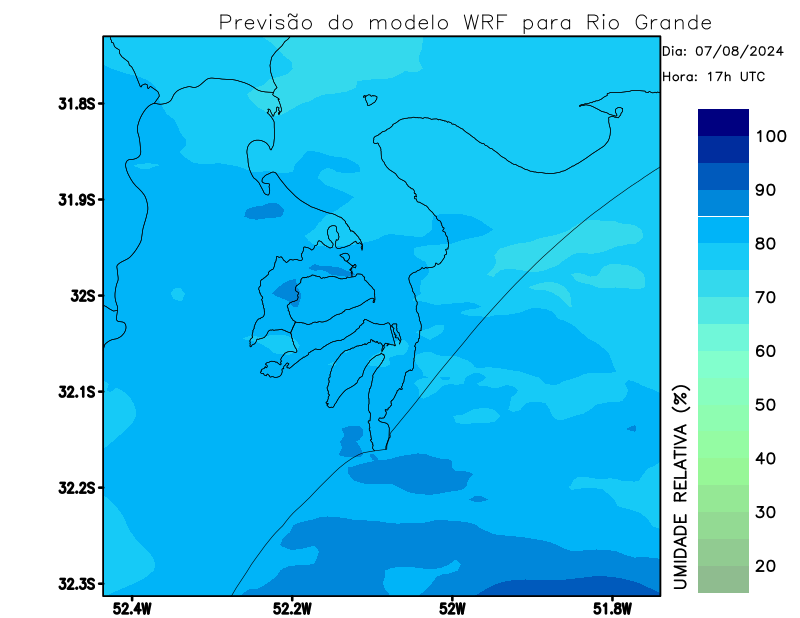 Previsão do modelo WRF para Rio Grande
Dia: 07/08/2024
Hora: 17h UTC
31.8S
31.9S
32S
32.1S
32.2S
32.3S
52.4W
52.2W
52W
51.8W
100
90
80
70
60
50
40
30
20
UMIDADE RELATIVA (%)